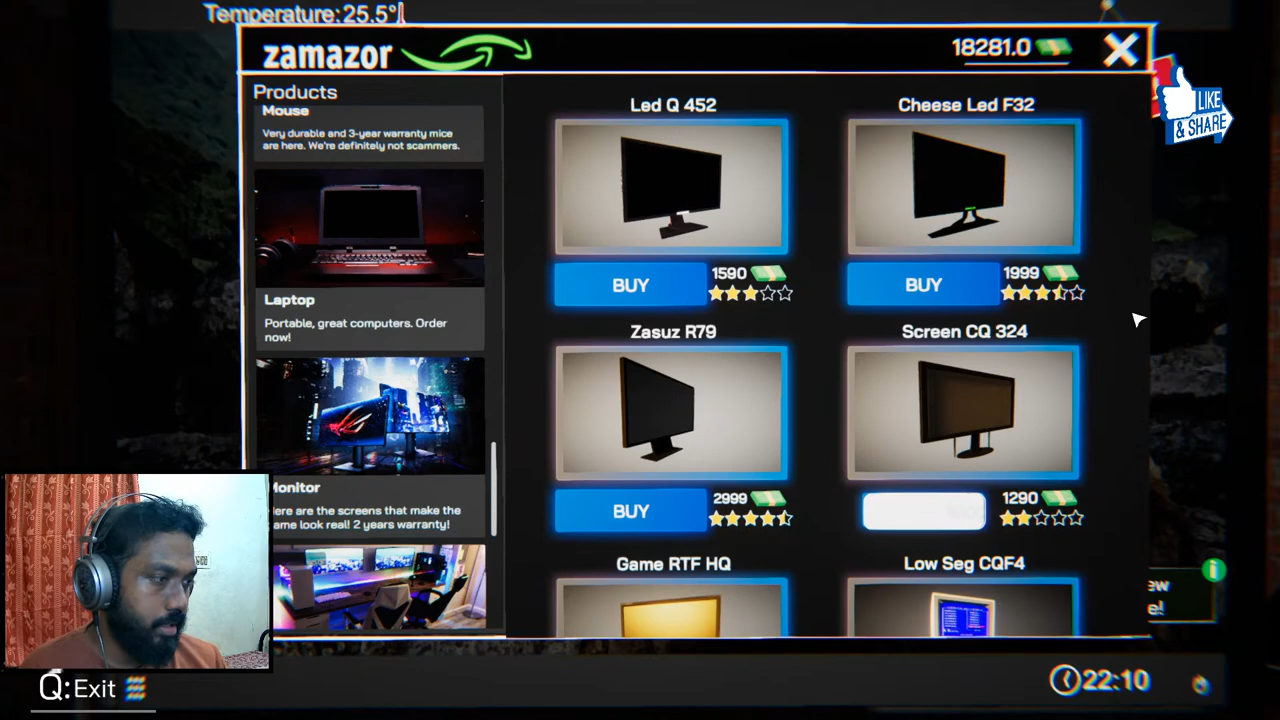 Temperature: 25.5°
zamazor
18281.0
Products
Mouse
Very durable and 3-year warranty mice
are here. We're definitely not scammers.
Laptop
Portable, great computers. Order
now!
Monitor
ere are the screens that make the
ame look real! 2 years warranty!
Led Q 452
BUY
1590
Cheese Led F32
BUY
1999
Zasuz R79
BUY
2999
Screen CQ 324
1290
Game RTF HQ
Low Seg CQF4
LIKE
& SHARE
ew
e!
Q: Exit
22:10